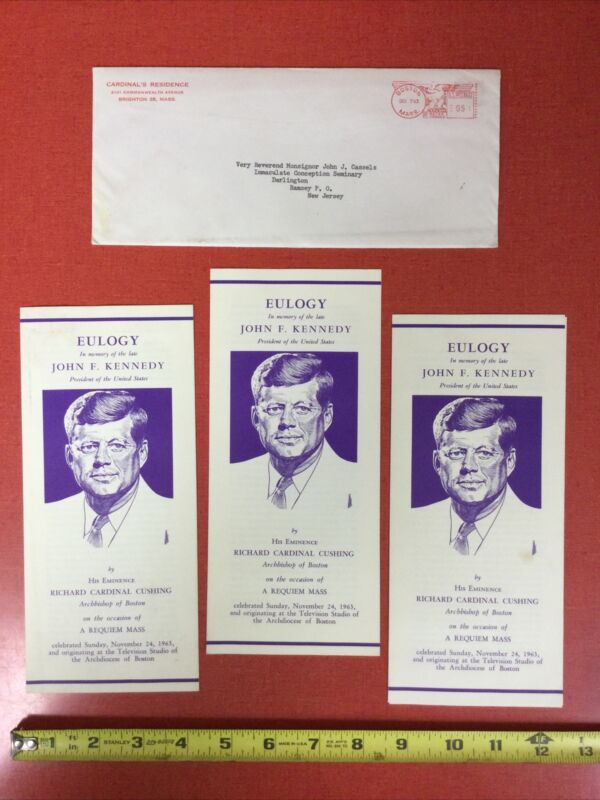 CARDINAL'S RESIDENCE
2101 COMMONWEALTH AVENUE
BRIGHTON 35, MASS.
BOSTON
MASS.
Very Reverend Monsignor John J. Cassels
Immaculate Conception Seminary
Darlington
Ramsey P. O.
New Jersey
EULOGY
In memory of the late
JOHN F. KENNEDY
President of the United States
by
HIS EMINENCE
RICHARD CARDINAL CUSHING
Archbishop of Boston
on the occasion of
A REQUIEM MASS
celebrated Sunday, November 24, 1963,
and originating at the Television Studio of
the Archdiocese of Boston
EULOGY
In memory of the late
JOHN F. KENNEDY
President of the United States
by
HIS EMINENCE
RICHARD CARDINAL CUSHING
Archbishop of Boston
on the occasion of
A REQUIEM MASS
celebrated Sunday, November 24, 1963,
and originating at the Television Studio of
the Archdiocese of Boston
EULOGY
In memory of the late
JOHN F. KENNEDY
President of the United States
by
HIS EMINENCE
RICHARD CARDINAL CUSHING
Archbishop of Boston
on the occasion of
A REQUIEM MASS
celebrated Sunday, November 24, 1963,
and originating at the Television Studio of
the Archdiocese of Boston
1 ft in 2 STANLEY 3 4 5 6 MADE IN USA 7 8 9 10 11 12 13